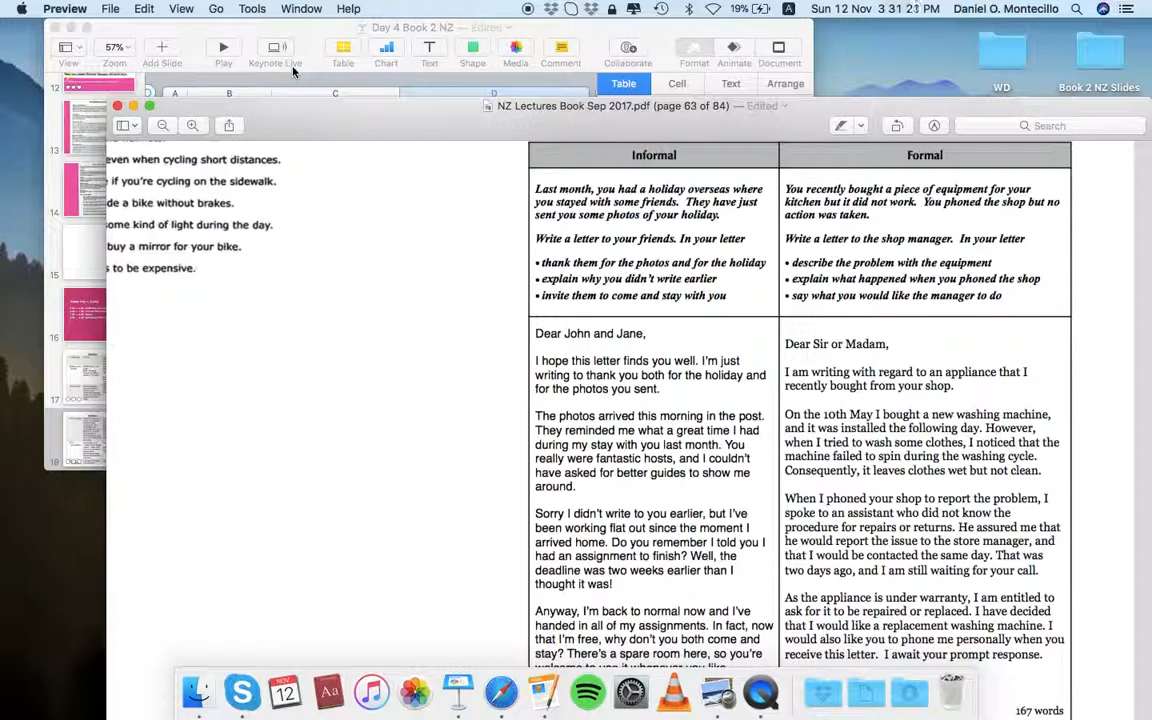 Preview File Edit View Go Tools Window Help
19% Sun 12 Nov 3 31 21 PM Daniel O. Montecillo
Day 4 Book 2 NZ — Edited
57%
View Zoom Add Slide Play Keynote Live Table Chart Text Shape Media Comment Collaborate Format Animate Document
Table Cell Text Arrange
A B C D
12
13
14
15
16
17
18
WD
Book 2 NZ Slides
NZ Lectures Book Sep 2017.pdf (page 63 of 84) — Edited
Search
even when cycling short distances.
if you're cycling on the sidewalk.
de a bike without brakes.
ome kind of light during the day.
buy a mirror for your bike.
s to be expensive.
Informal
Last month, you had a holiday overseas where
you stayed with some friends. They have just
sent you some photos of your holiday.
Write a letter to your friends. In your letter
• thank them for the photos and for the holiday
• explain why you didn't write earlier
• invite them to come and stay with you
Dear John and Jane,
I hope this letter finds you well. I'm just
writing to thank you both for the holiday and
for the photos you sent.
The photos arrived this morning in the post.
They reminded me what a great time I had
during my stay with you last month. You
really were fantastic hosts, and I couldn't
have asked for better guides to show me
around.
Sorry I didn't write to you earlier, but I've
been working flat out since the moment I
arrived home. Do you remember I told you I
had an assignment to finish? Well, the
deadline was two weeks earlier than I
thought it was!
Anyway, I'm back to normal now and I've
handed in all of my assignments. In fact, now
that I'm free, why don't you both come and
stay? There's a spare room here, so you're
welcome to use it whenever you like
Formal
You recently bought a piece of equipment for your
kitchen but it did not work. You phoned the shop but no
action was taken.
Write a letter to the shop manager. In your letter
• describe the problem with the equipment
• explain what happened when you phoned the shop
• say what you would like the manager to do
Dear Sir or Madam,
I am writing with regard to an appliance that I
recently bought from your shop.
On the 10th May I bought a new washing machine,
and it was installed the following day. However,
when I tried to wash some clothes, I noticed that the
machine failed to spin during the washing cycle.
Consequently, it leaves clothes wet but not clean.
When I phoned your shop to report the problem, I
spoke to an assistant who did not know the
procedure for repairs or returns. He assured me that
he would report the issue to the store manager, and
that I would be contacted the same day. That was
two days ago, and I am still waiting for your call.
As the appliance is under warranty, I am entitled to
ask for it to be repaired or replaced. I have decided
that I would like a replacement washing machine. I
would also like you to phone me personally when you
receive this letter. I await your prompt response.
167 words
NOV
12
Aa